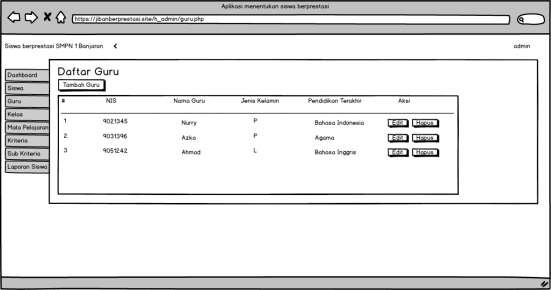 Aplikasi menentukan siswa berprestasi
https://jbanberprestasi.site/h_admin/guru.php
Siswa berprestasi SMPN 1 Banjaran <
admin
Dashboard
Siswa
Guru
Kelas
Mata Pelajaran
Kriteria
Sub Kriteria
Laporan Siswa
Daftar Guru
Tambah Guru
# NIS Nama Guru Jenis Kelamin Pendidikan Terakhir Aksi
1 9021345 Nurry P Bahasa Indonesia Edit Hapus
2. 9031396 Azka P Agama Edit Hapus
3 9051242 Ahmad L Bahasa Inggris Edit Hapus